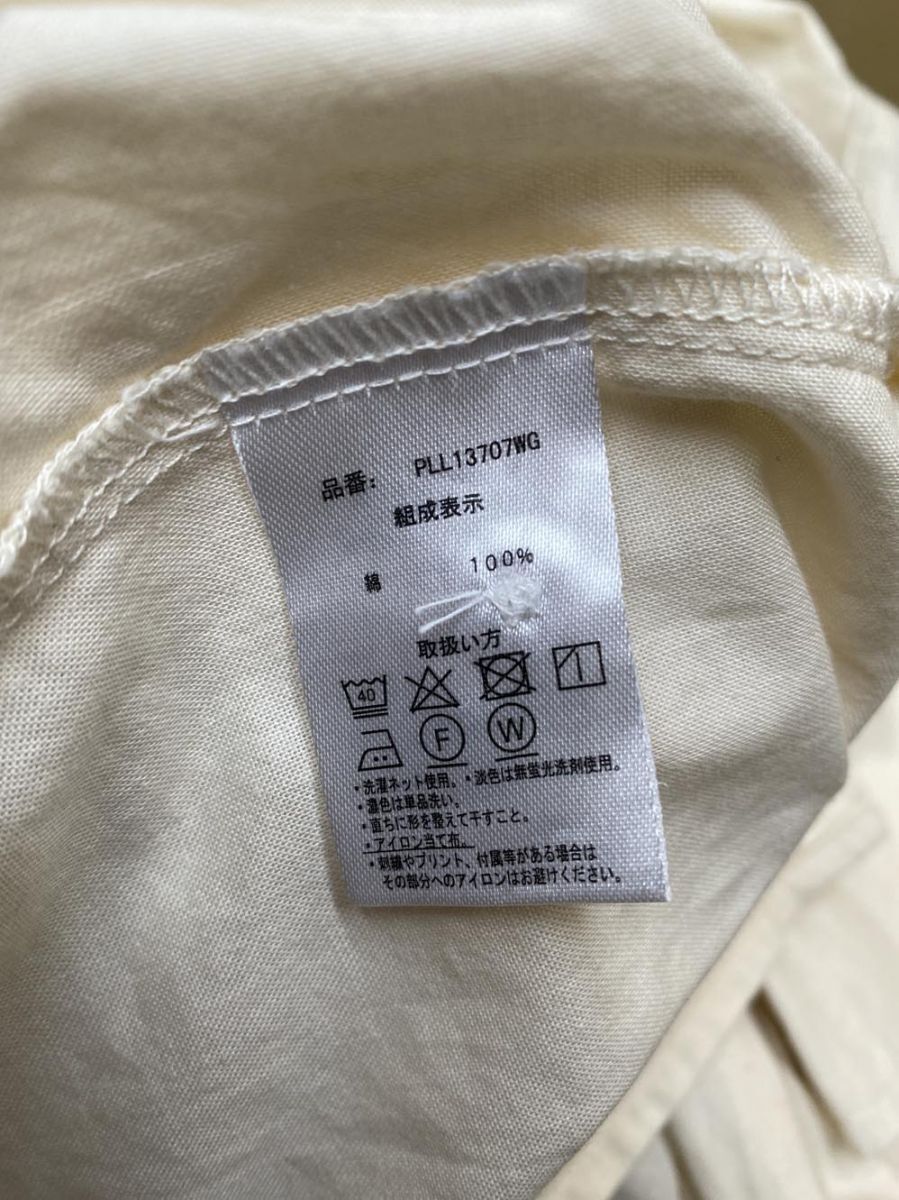 品番: PLL13707WG
組成表示
綿 100%
取扱い方
40
F W
・洗濯ネット使用。・淡色は無蛍光洗剤使用。
・濃色は単品洗い。
・直ちに形を整えて干すこと。
・アイロン当て布。
・刺繍やプリント、付属等がある場合は
その部分へのアイロンはお避けください。